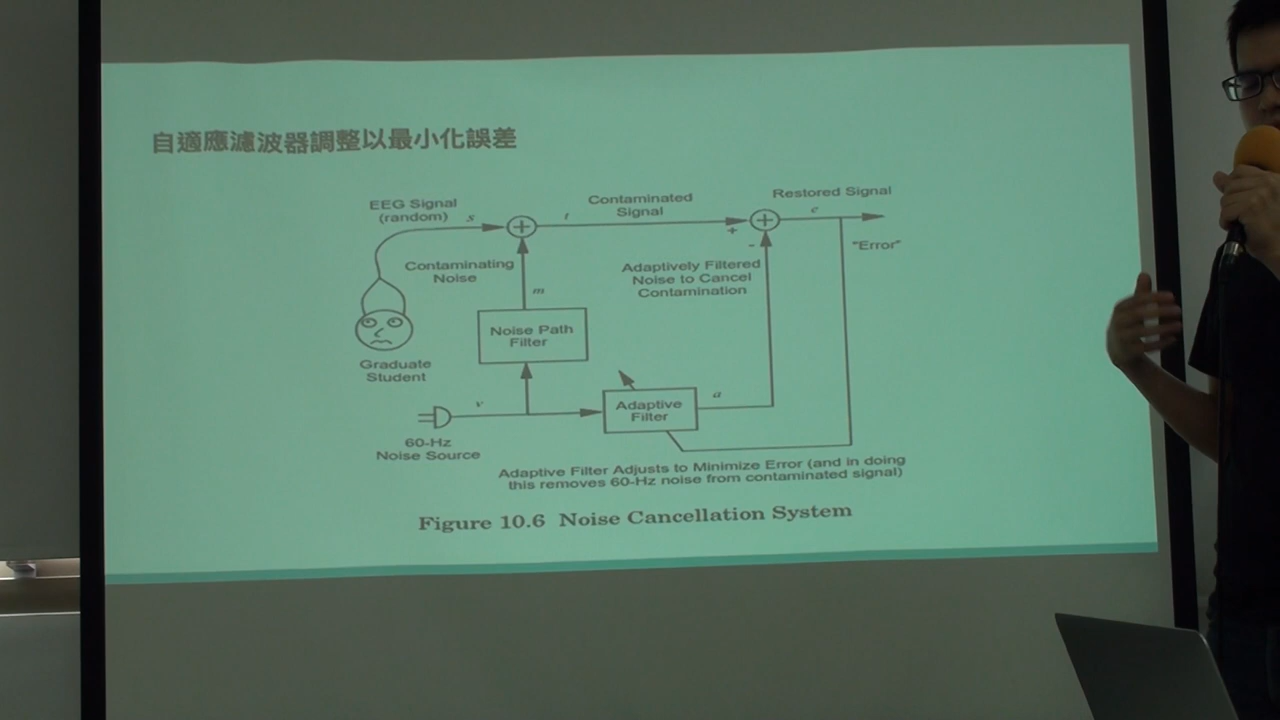 自適應濾波器調整以最小化誤差
EEG Signal
(random)
s
t
Contaminated
Signal
Restored Signal
e
+
-
"Error"
Contaminating
Noise
m
Adaptively Filtered
Noise to Cancel
Contamination
Noise Path
Filter
Graduate
Student
v
Adaptive
Filter
a
60-Hz
Noise Source
Adaptive Filter Adjusts to Minimize Error (and in doing
this removes 60-Hz noise from contaminated signal)
Figure 10.6 Noise Cancellation System